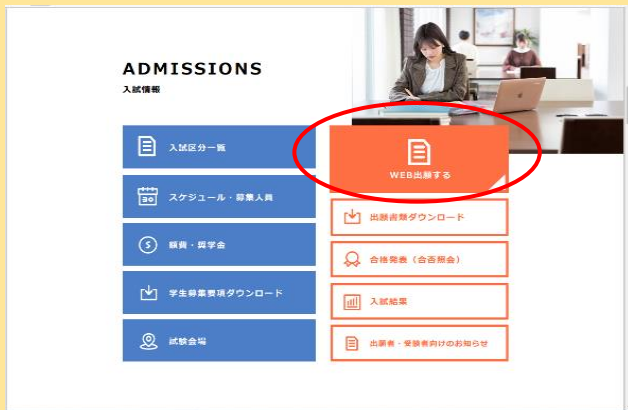 ADMISSIONS
入試情報
入試区分一覧
スケジュール・募集人員
学費・奨学金
学生募集要項ダウンロード
試験会場
WEB出願する
出願書類ダウンロード
合格発表（合否照会）
入試結果
出願者・受験者向けのお知らせ